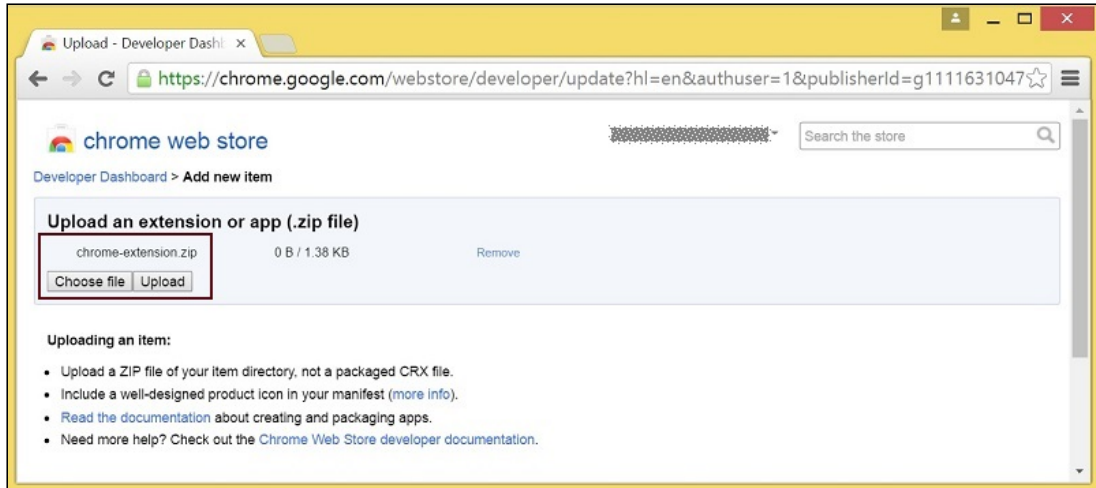 Upload - Developer Dashl
https://chrome.google.com/webstore/developer/update?hl=en&authuser=1&publisherId=g1111631047
chrome web store
Search the store
Developer Dashboard > Add new item
Upload an extension or app (.zip file)
chrome-extension.zip 0 B / 1.38 KB Remove
Choose file Upload
Uploading an item:
Upload a ZIP file of your item directory, not a packaged CRX file.
Include a well-designed product icon in your manifest (more info).
Read the documentation about creating and packaging apps.
Need more help? Check out the Chrome Web Store developer documentation.